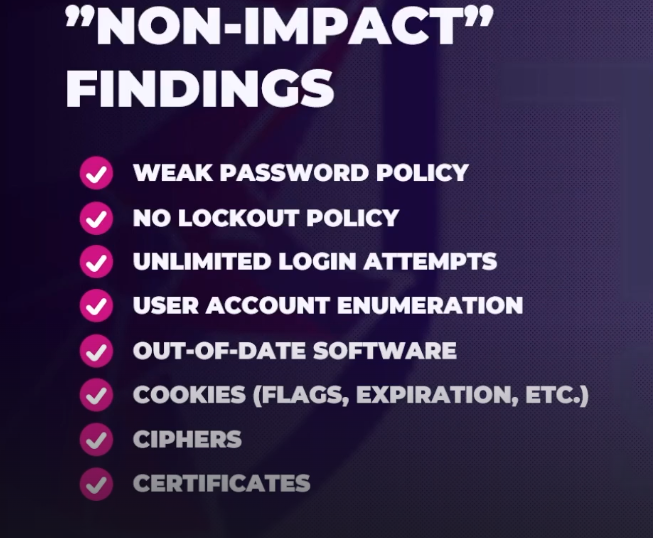 ”NON-IMPACT”
FINDINGS
WEAK PASSWORD POLICY
NO LOCKOUT POLICY
UNLIMITED LOGIN ATTEMPTS
USER ACCOUNT ENUMERATION
OUT-OF-DATE SOFTWARE
COOKIES (FLAGS, EXPIRATION, ETC.)
CIPHERS
CERTIFICATES